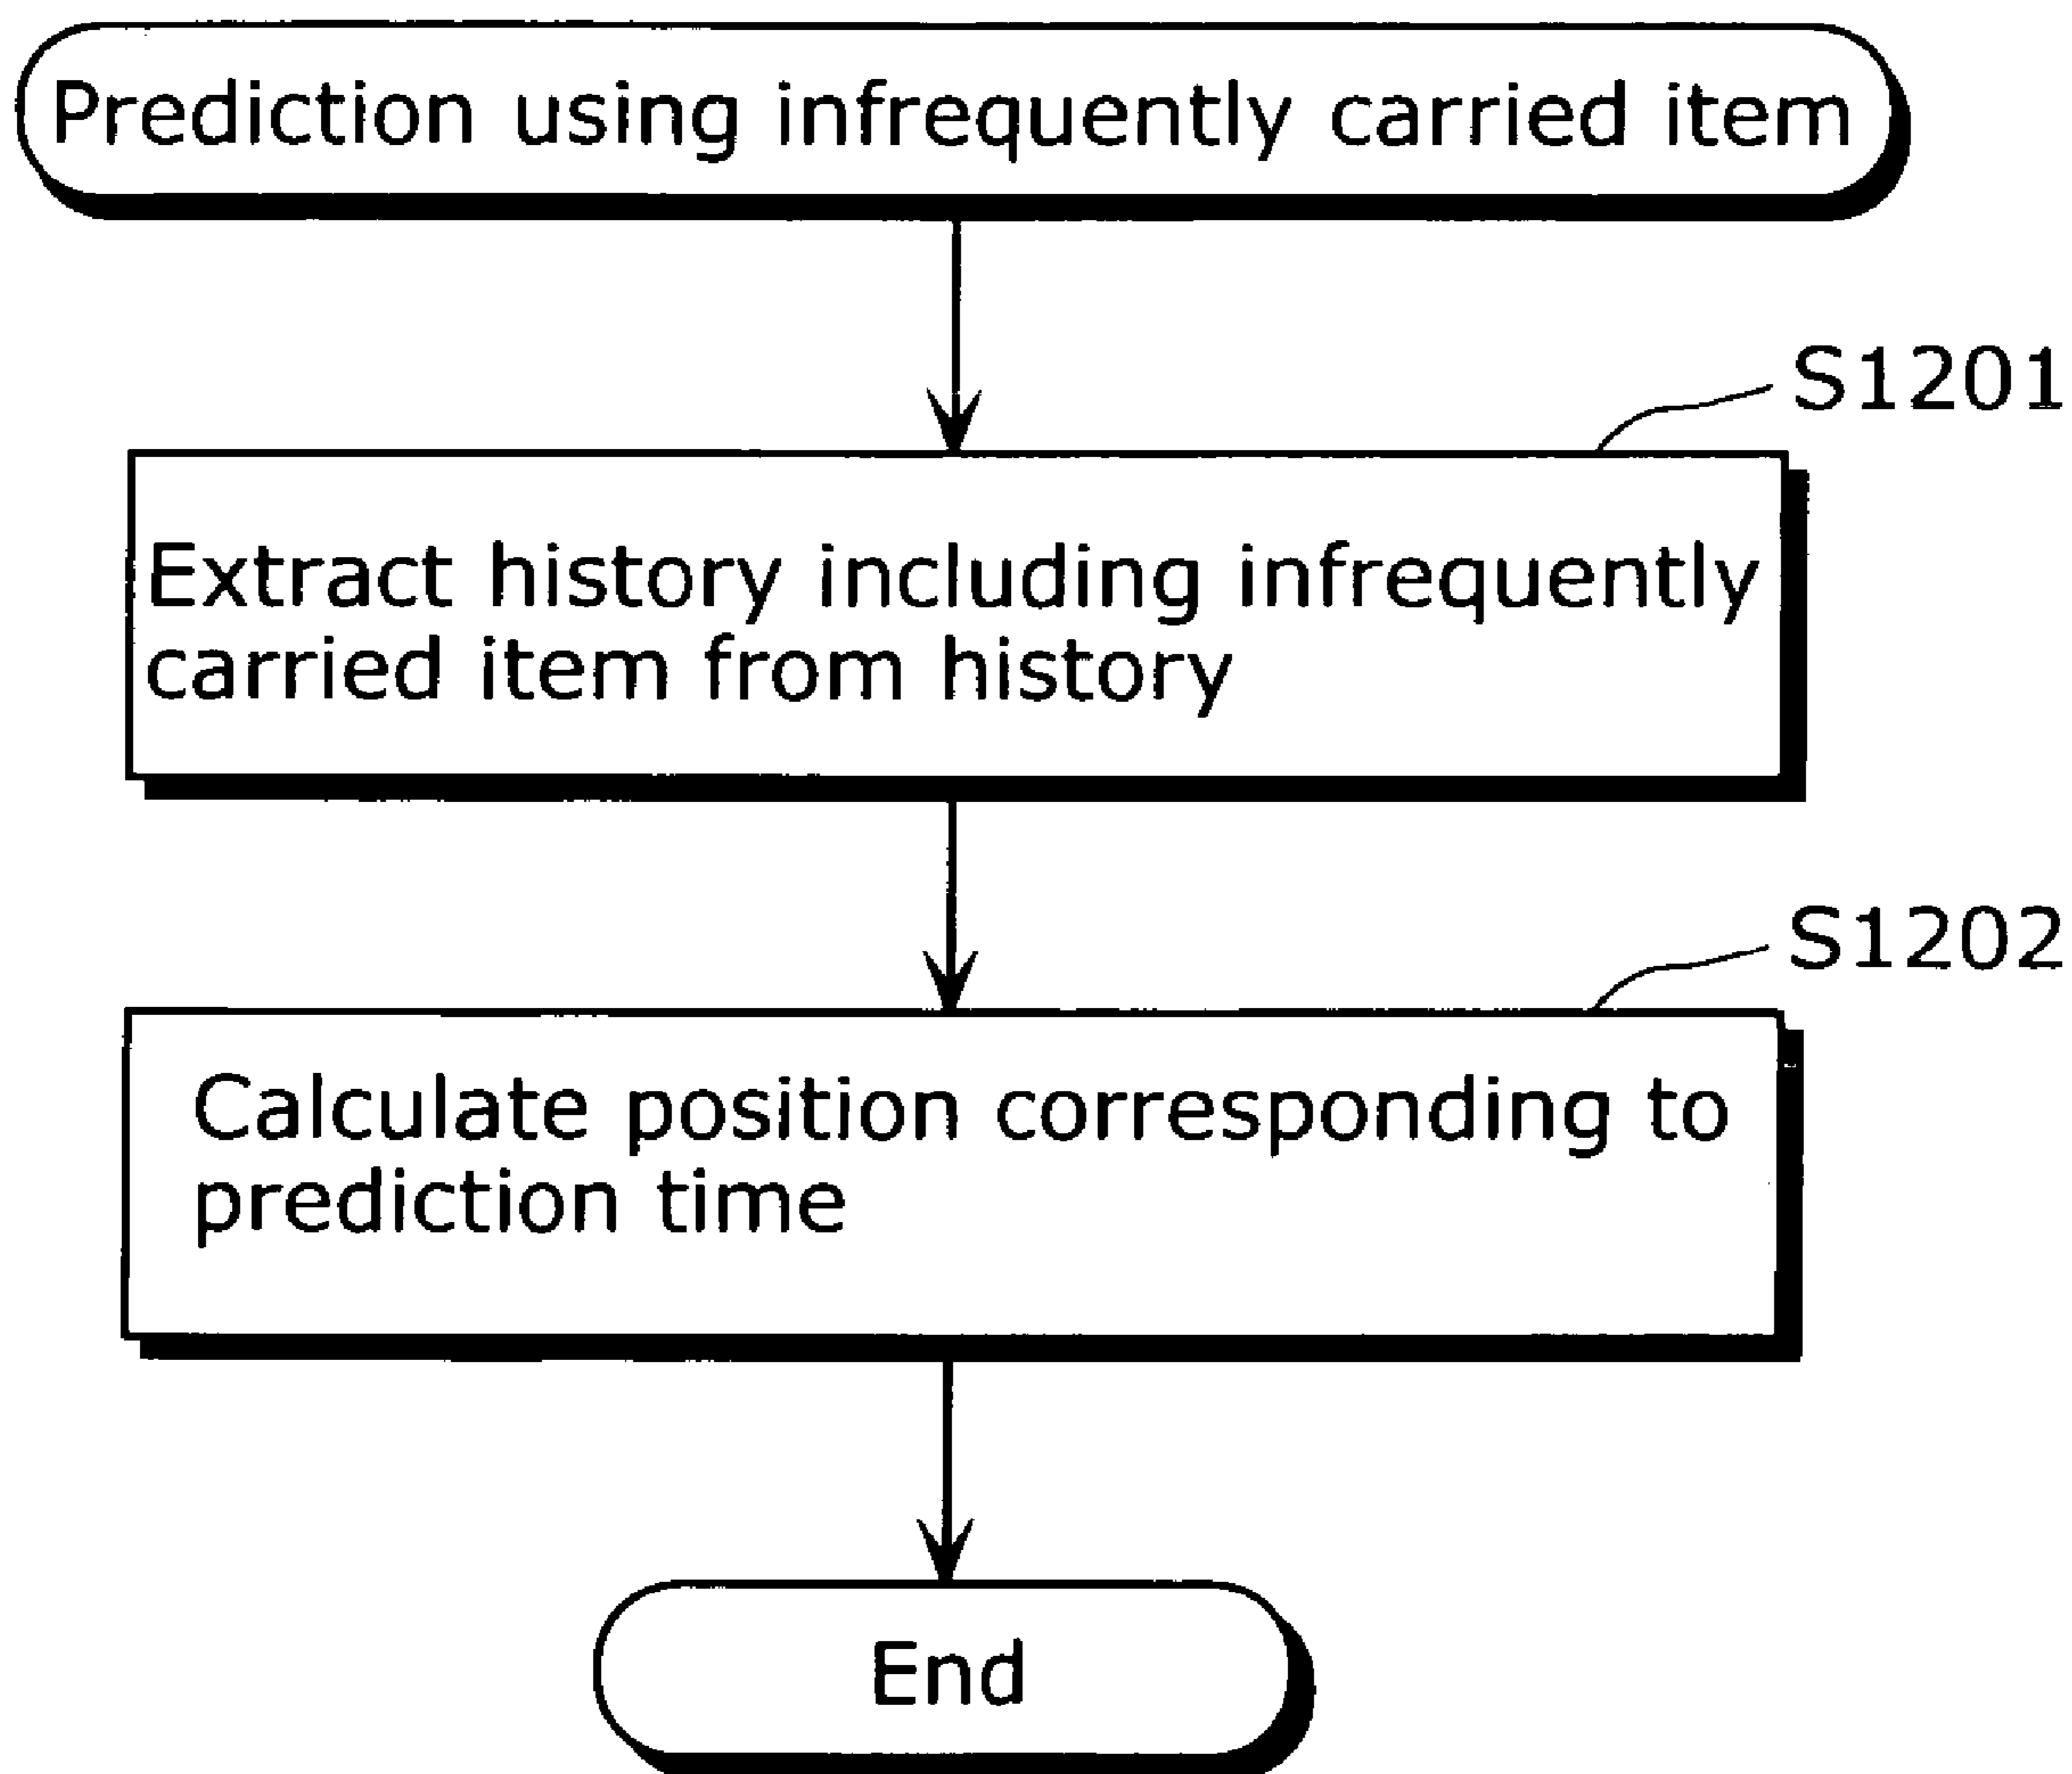 Prediction using infrequently carried item
S1201
Extract history including infrequently
carried item from history
S1202
Calculate position corresponding to
prediction time
End